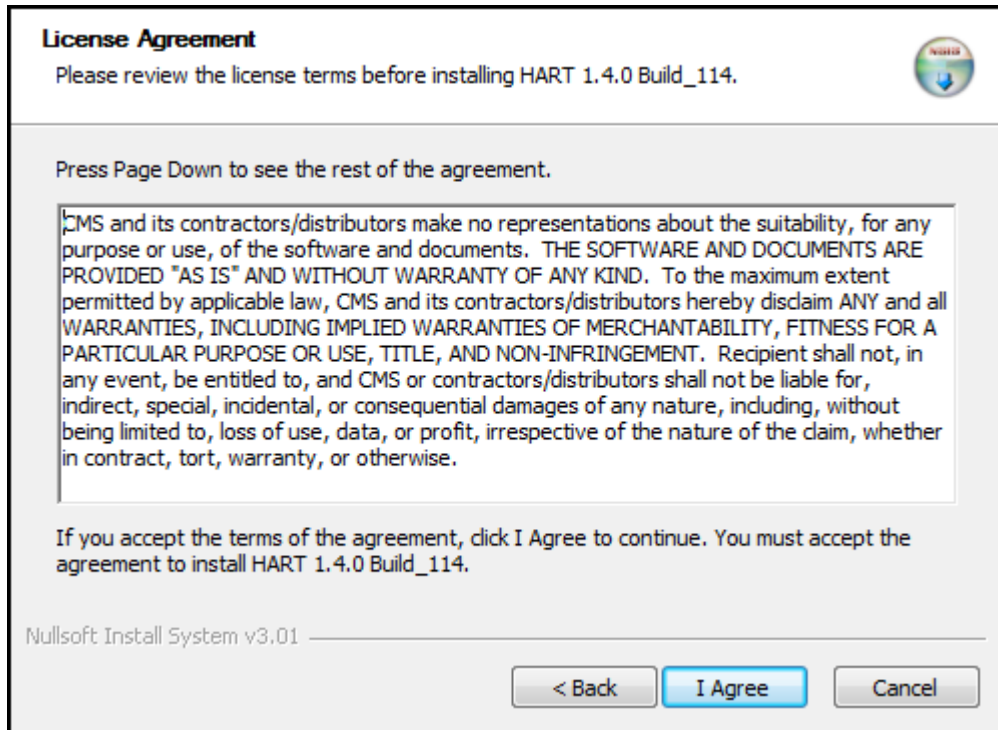 License Agreement
Please review the license terms before installing HART 1.4.0 Build_114.
NSIS
Press Page Down to see the rest of the agreement.
CMS and its contractors/distributors make no representations about the suitability, for any
purpose or use, of the software and documents.  THE SOFTWARE AND DOCUMENTS ARE
PROVIDED "AS IS" AND WITHOUT WARRANTY OF ANY KIND.  To the maximum extent
permitted by applicable law, CMS and its contractors/distributors hereby disclaim ANY and all
WARRANTIES, INCLUDING IMPLIED WARRANTIES OF MERCHANTABILITY, FITNESS FOR A
PARTICULAR PURPOSE OR USE, TITLE, AND NON-INFRINGEMENT.  Recipient shall not, in
any event, be entitled to, and CMS or contractors/distributors shall not be liable for,
indirect, special, incidental, or consequential damages of any nature, including, without
being limited to, loss of use, data, or profit, irrespective of the nature of the claim, whether
in contract, tort, warranty, or otherwise.
If you accept the terms of the agreement, click I Agree to continue. You must accept the
agreement to install HART 1.4.0 Build_114.
Nullsoft Install System v3.01
< Back
I Agree
Cancel